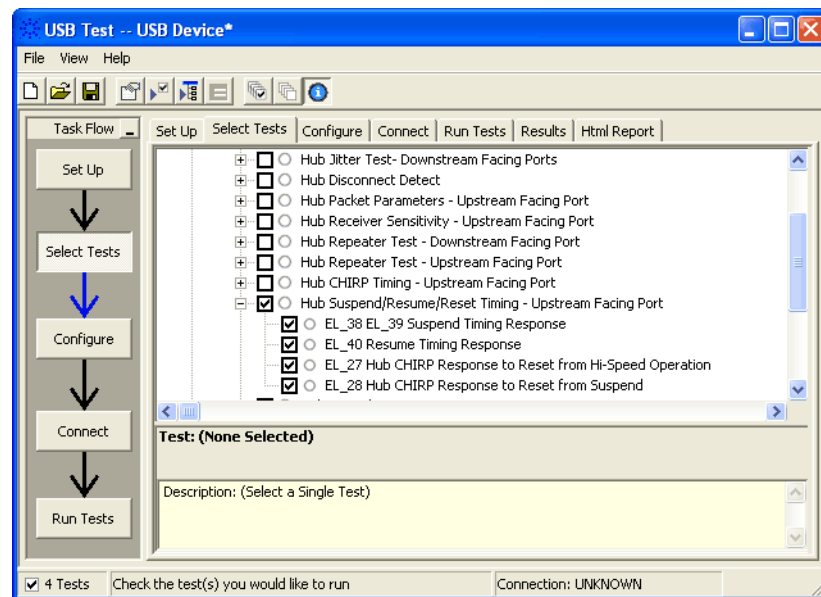 USB Test -- USB Device*
File View Help
Task Flow
Set Up
Select Tests
Configure
Connect
Run Tests
Set Up Select Tests Configure Connect Run Tests Results Html Report
Hub Jitter Test- Downstream Facing Ports
Hub Disconnect Detect
Hub Packet Parameters - Upstream Facing Port
Hub Receiver Sensitivity - Upstream Facing Port
Hub Repeater Test - Downstream Facing Port
Hub Repeater Test - Upstream Facing Port
Hub CHIRP Timing - Upstream Facing Port
Hub Suspend/Resume/Reset Timing - Upstream Facing Port
EL_38 EL_39 Suspend Timing Response
EL_40 Resume Timing Response
EL_27 Hub CHIRP Response to Reset from Hi-Speed Operation
EL_28 Hub CHIRP Response to Reset from Suspend
Test: (None Selected)
Description: (Select a Single Test)
4 Tests Check the test(s) you would like to run Connection: UNKNOWN